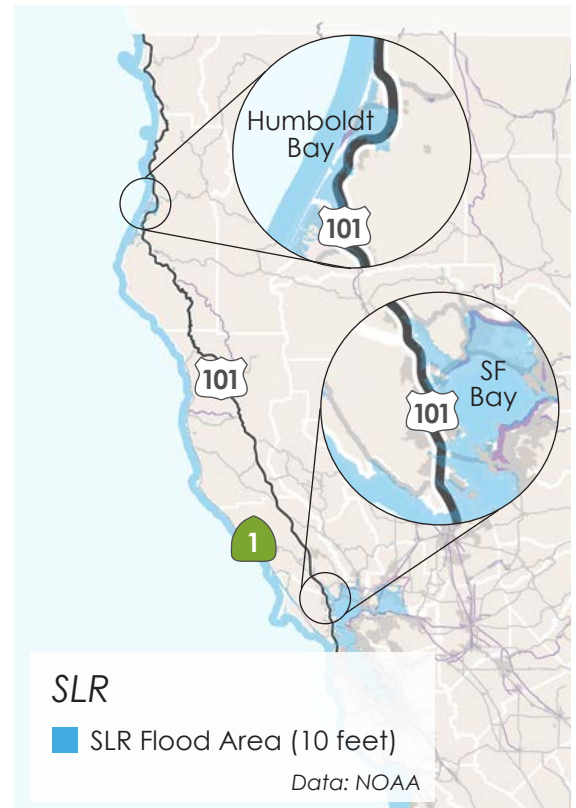 Humboldt
Bay
101
101
SF
Bay
101
1
SLR
SLR Flood Area (10 feet)
Data: NOAA